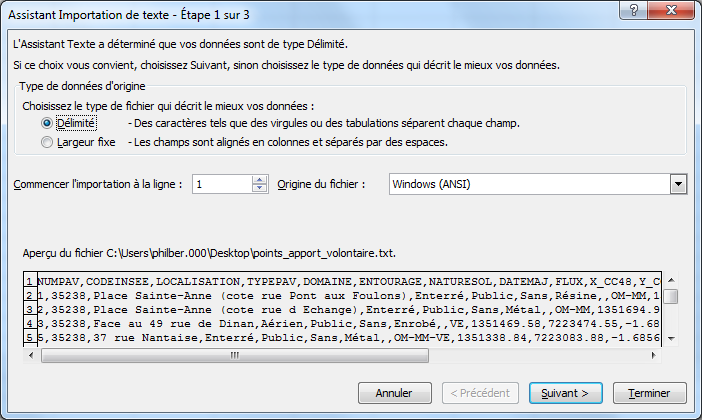 Assistant Importation de texte - Étape 1 sur 3
L'Assistant Texte a déterminé que vos données sont de type Délimité.
Si ce choix vous convient, choisissez Suivant, sinon choisissez le type de données qui décrit le mieux vos données.
Type de données d'origine
Choisissez le type de fichier qui décrit le mieux vos données :
Délimité - Des caractères tels que des virgules ou des tabulations séparent chaque champ.
Largeur fixe - Les champs sont alignés en colonnes et séparés par des espaces.
Commencer l'importation à la ligne : 1 Origine du fichier : Windows (ANSI)
Aperçu du fichier C:\Users\philber.000\Desktop\points_apport_volontaire.txt.
1 NUMPAV,CODEINSEE,LOCALISATION,TYPEPAV,DOMAINE,ENTOURAGE,NATURESOL,DATEMAJ,FLUX,X_CC48,Y_C
2 1,35238,Place Sainte-Anne (cote rue Pont aux Foulons),Enterré,Public,Sans,Résine,,OM-MM,1
3 2,35238,Place Sainte-Anne (cote rue d Echange),Enterré,Public,Sans,Métal,,OM-MM,1351694.9
4 3,35238,Face au 49 rue de Dinan,Aérien,Public,Sans,Enrobé,,VE,1351469.58,7223474.55,-1.68
5 5,35238,37 rue Nantaise,Enterré,Public,Sans,Métal,,OM-MM-VE,1351338.84,7223083.88,-1.6856
Annuler < Précédent Suivant > Terminer